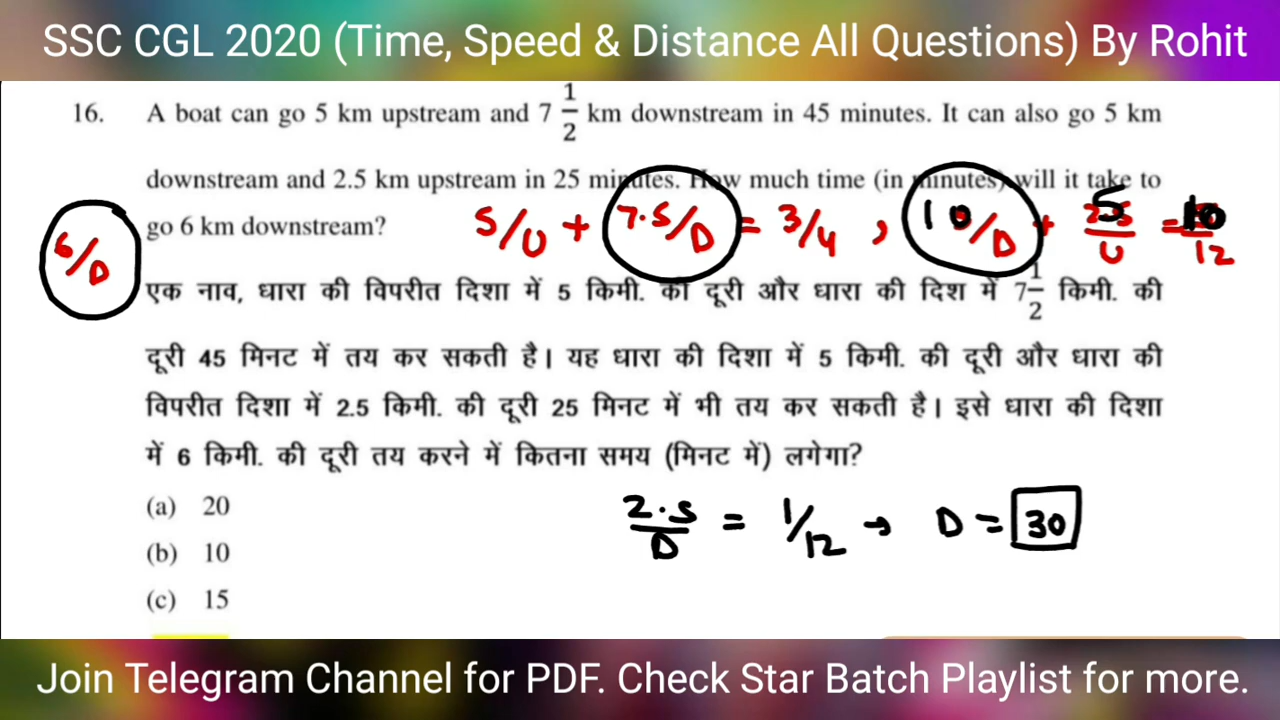 SSC CGL 2020 (Time, Speed & Distance All Questions) By Rohit
16. A boat can go 5 km upstream and 7 1/2 km downstream in 45 minutes. It can also go 5 km
downstream and 2.5 km upstream in 25 minutes. How much time (in minutes) will it take to
go 6 km downstream?
5/U + 7.5/D = 3/4 , 10/D + 5/U = 10/12
6/D
एक नाव, धारा की विपरीत दिशा में 5 किमी. की दूरी और धारा की दिश में 7 1/2 किमी. की
दूरी 45 मिनट में तय कर सकती है। यह धारा की दिशा में 5 किमी. की दूरी और धारा की
विपरीत दिशा में 2.5 किमी. की दूरी 25 मिनट में भी तय कर सकती है। इसे धारा की दिशा
में 6 किमी. की दूरी तय करने में कितना समय (मिनट में) लगेगा?
(a) 20
2.5/D = 1/12 → D = 30
(b) 10
(c) 15
Join Telegram Channel for PDF. Check Star Batch Playlist for more.